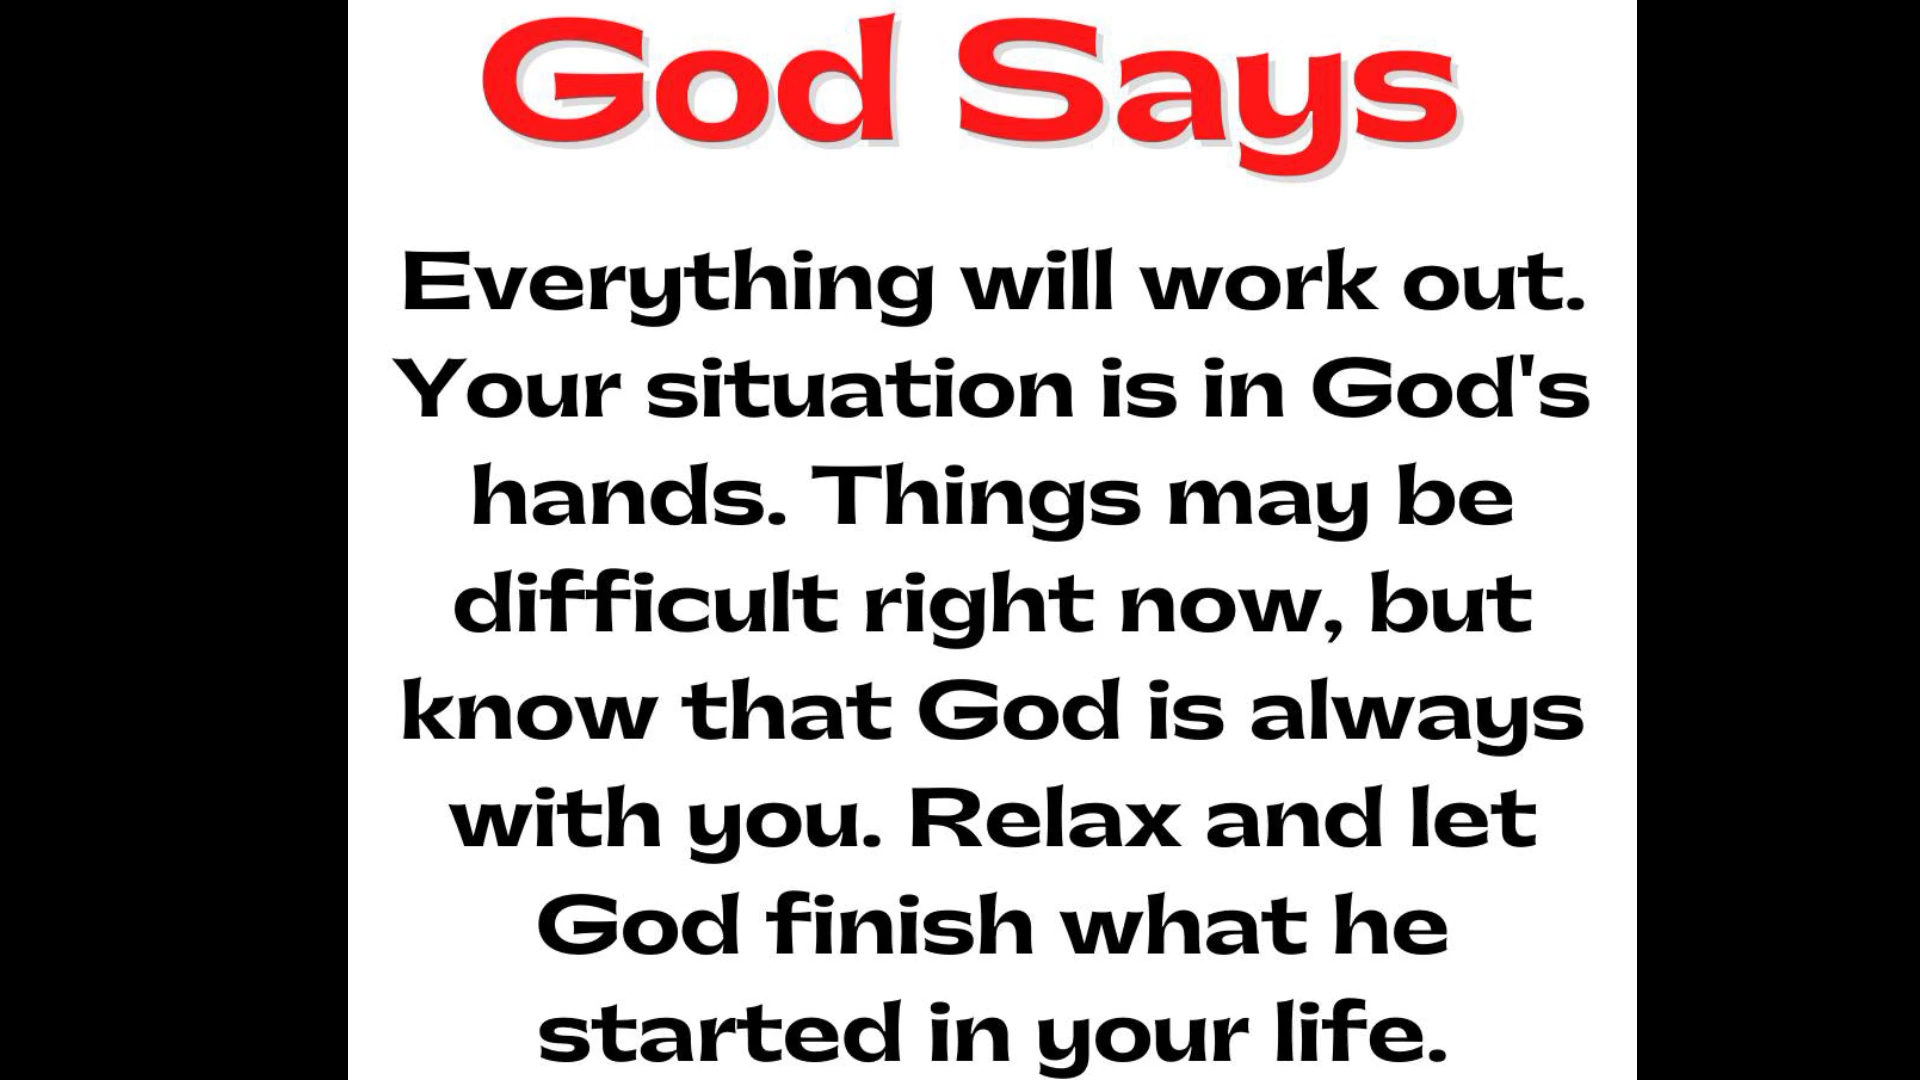 God Says
Everything will work out.
Your situation is in God's
hands. Things may be
difficult right now, but
know that God is always
with you. Relax and let
God finish what he
started in your life.